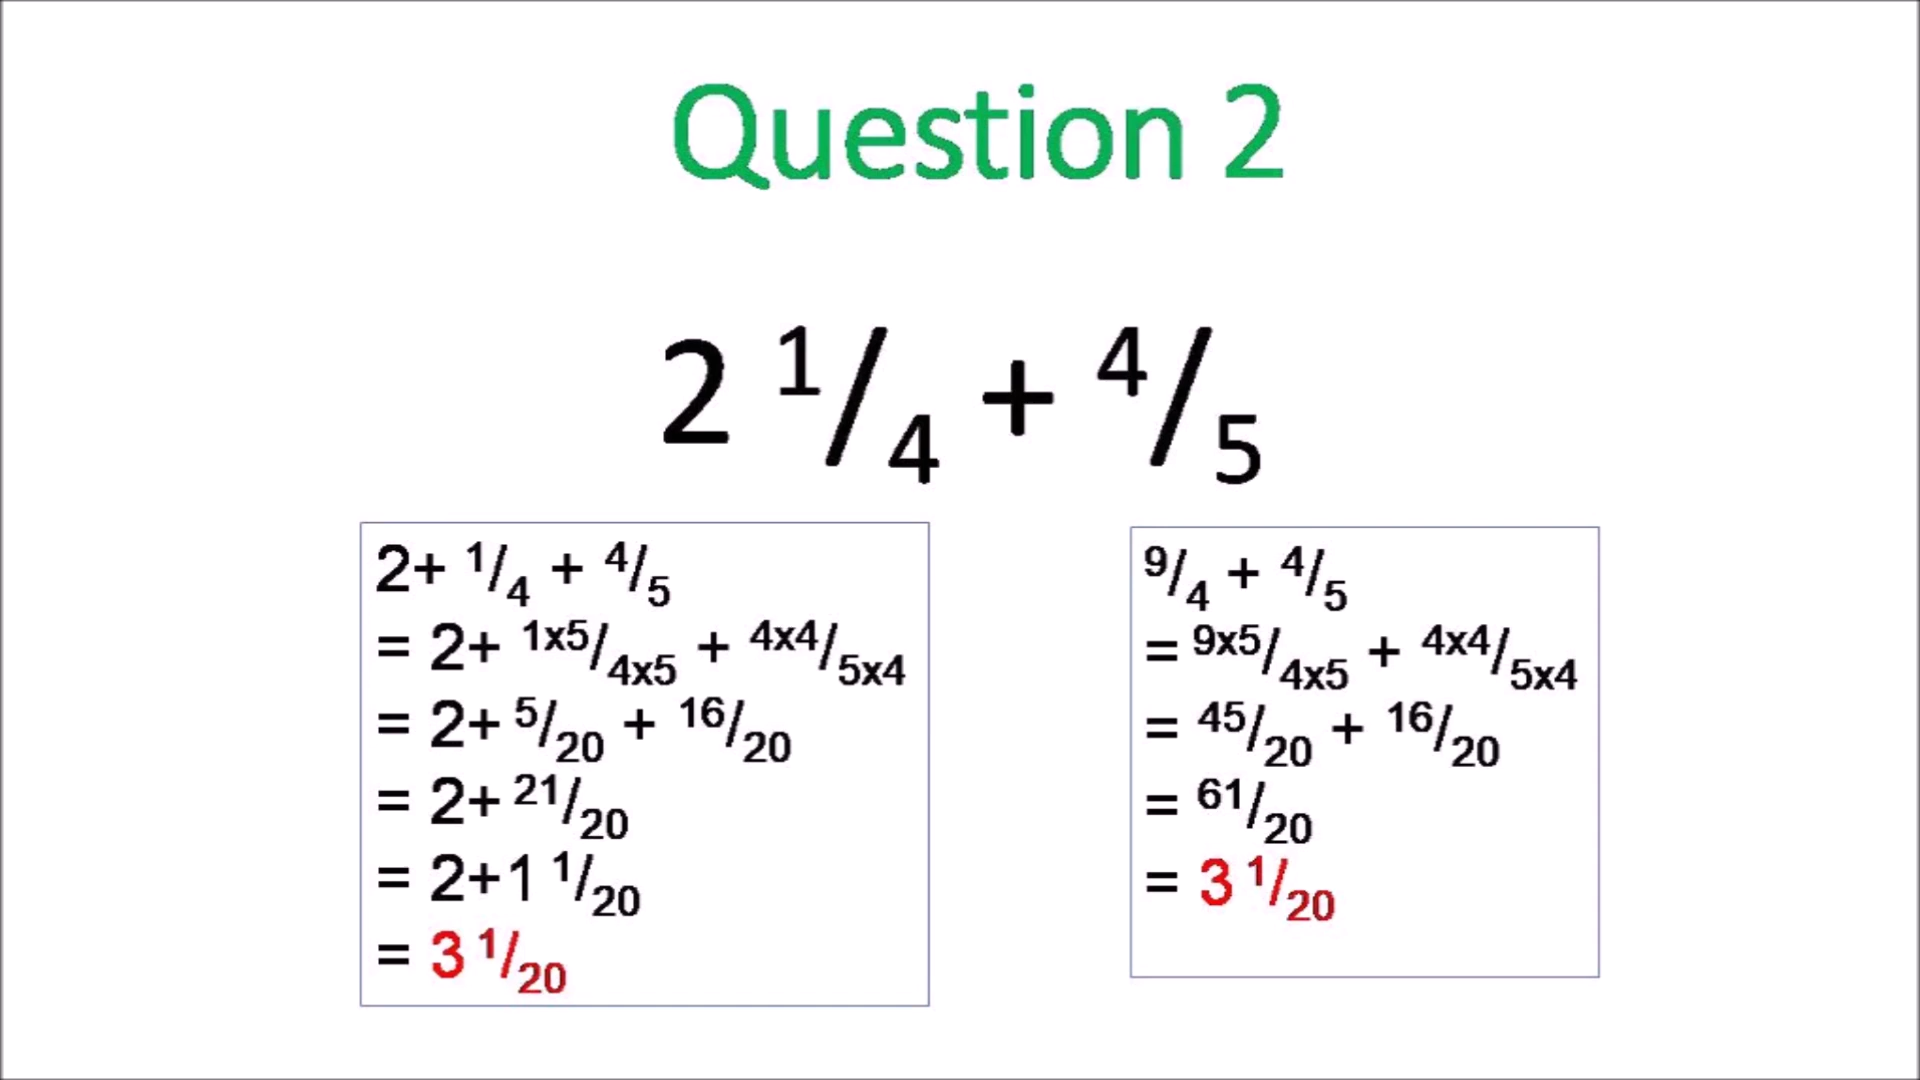 Question 2
2 1/4 + 4/5
2+ 1/4 + 4/5
= 2+ 1x5/4x5 + 4x4/5x4
= 2+ 5/20 + 16/20
= 2+ 21/20
= 2+1 1/20
= 3 1/20
9/4 + 4/5
= 9x5/4x5 + 4x4/5x4
= 45/20 + 16/20
= 61/20
= 3 1/20